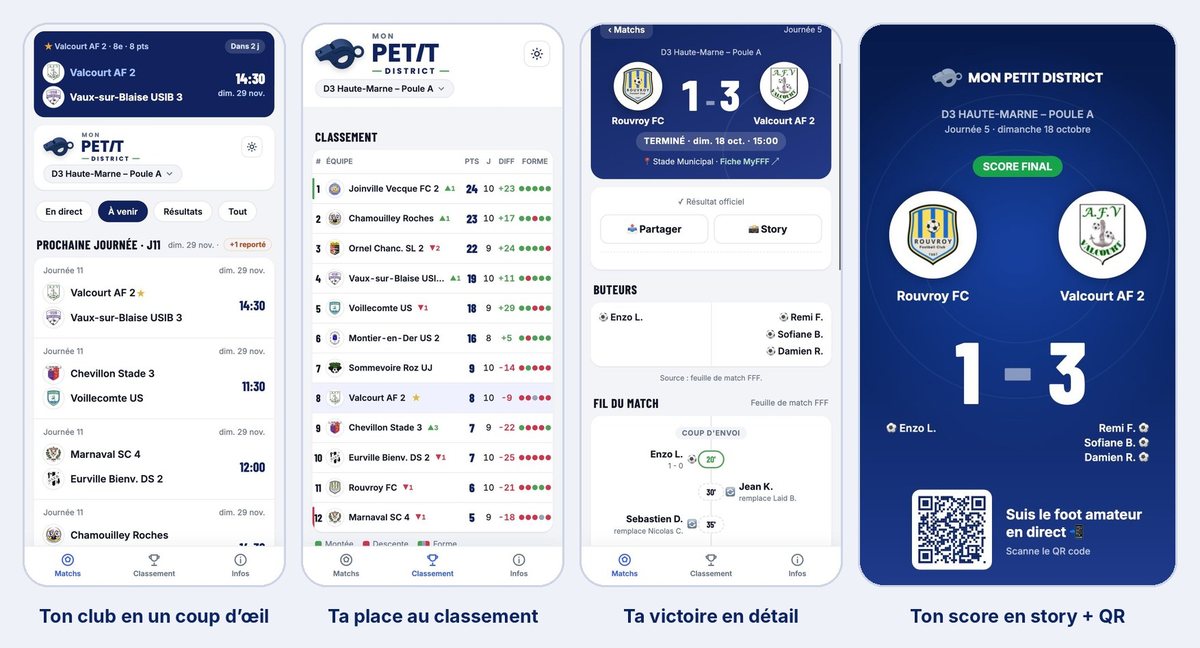 ★ Valcourt AF 2 · 8e · 8 pts
Dans 2 j
Valcourt AF 2
Vaux-sur-Blaise USIB 3
14:30
dim. 29 nov.
MON
PETIT
DISTRICT
D3 Haute-Marne – Poule A
En direct
À venir
Résultats
Tout
PROCHAINE JOURNÉE · J11
dim. 29 nov. ·
+1 reporté
Journée 11
dim. 29 nov.
Valcourt AF 2 ★
Vaux-sur-Blaise USIB 3
14:30
Journée 11
dim. 29 nov.
Chevillon Stade 3
Voillecomte US
11:30
Journée 11
dim. 29 nov.
Marnaval SC 4
Eurville Bienv. DS 2
12:00
Journée 11
dim. 29 nov.
Chamouilley Roches
Matchs
Classement
Infos
Ton club en un coup d’œil
MON
PETIT
DISTRICT
D3 Haute-Marne – Poule A
CLASSEMENT
# ÉQUIPE PTS J DIFF FORME
1 Joinville Vecque FC 2 ▲1 24 10 +23
2 Chamouilley Roches ▲1 23 10 +17
3 Ornel Chanc. SL 2 ▼2 22 9 +24
4 Vaux-sur-Blaise USI... ▲1 19 10 +11
5 Voillecomte US ▼1 18 9 +29
6 Montier-en-Der US 2 16 8 +5
7 Sommevoire Roz UJ 9 10 -14
8 Valcourt AF 2 ★ 8 10 -9
9 Chevillon Stade 3 ▲3 7 9 -22
10 Eurville Bienv. DS 2 ▼1 7 10 -25
11 Rouvroy FC ▼1 6 10 -21
12 Marnaval SC 4 ▼1 5 9 -18
Montée Descente Forme
Matchs
Classement
Infos
Ta place au classement
‹ Matchs
Journée 5
D3 Haute-Marne – Poule A
1 - 3
Rouvroy FC
Valcourt AF 2
TERMINÉ · dim. 18 oct. · 15:00
Stade Municipal · Fiche MyFFF ↗
✓ Résultat officiel
Partager
Story
BUTEURS
Enzo L.
Remi F.
Sofiane B.
Damien R.
Source : feuille de match FFF.
FIL DU MATCH
Feuille de match FFF
COUP D'ENVOI
Enzo L.
1 - 0
20'
30'
Jean K.
remplace Laid B.
Sebastien D.
remplace Nicolas C.
35'
Matchs
Classement
Infos
Ta victoire en détail
MON PETIT DISTRICT
D3 HAUTE-MARNE – POULE A
Journée 5 · dimanche 18 octobre
SCORE FINAL
ROUVROY
Football Club
A.F.V
VALCOURT
Rouvroy FC
Valcourt AF 2
1 - 3
Enzo L.
Remi F.
Sofiane B.
Damien R.
Suis le foot amateur
en direct
Scanne le QR code
Ton score en story + QR